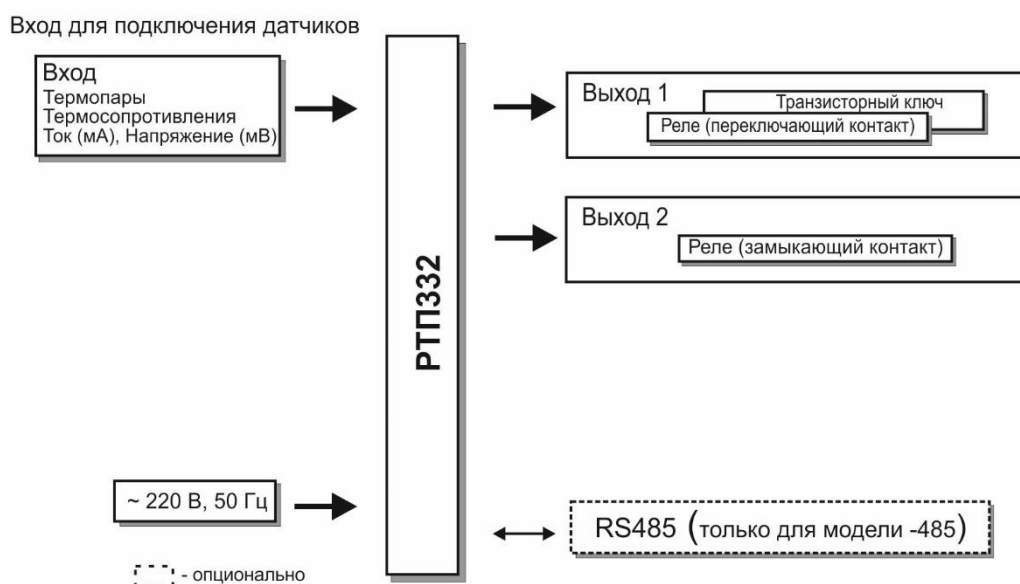 Вход для подключения датчиков
Вход
Термопары
Термосопротивления
Ток (мА), Напряжение (мВ)
РТП332
Выход 1
Транзисторный ключ
Реле (переключающий контакт)
Выход 2
Реле (замыкающий контакт)
~ 220 В, 50 Гц
RS485 (только для модели -485)
- опционально